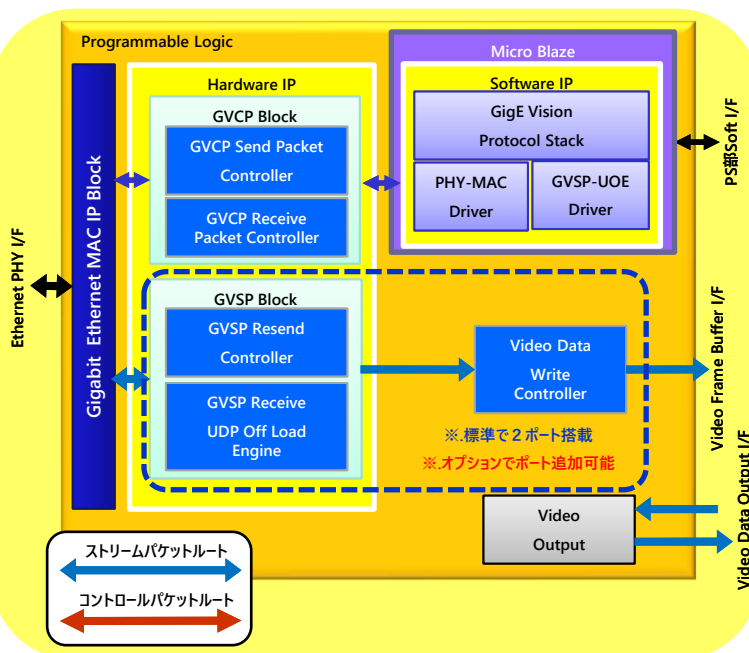 Programmable Logic
Micro Blaze
Hardware IP
Software IP
GVCP Block
GVCP Send Packet
Controller
GVCP Receive
Packet Controller
GigE Vision
Protocol Stack
PHY-MAC
Driver
GVSP-UOE
Driver
PS部Soft I/F
Ethernet PHY I/F
Gigabit Ethernet MAC IP Block
GVSP Block
GVSP Resend
Controller
GVSP Receive
UDP Off Load
Engine
Video Data
Write
Controller
※.標準で2ポート搭載
※.オプションでポート追加可能
Video Frame Buffer I/F
Video
Output
Video Data Output I/F
ストリームパケットルート
コントロールパケットルート